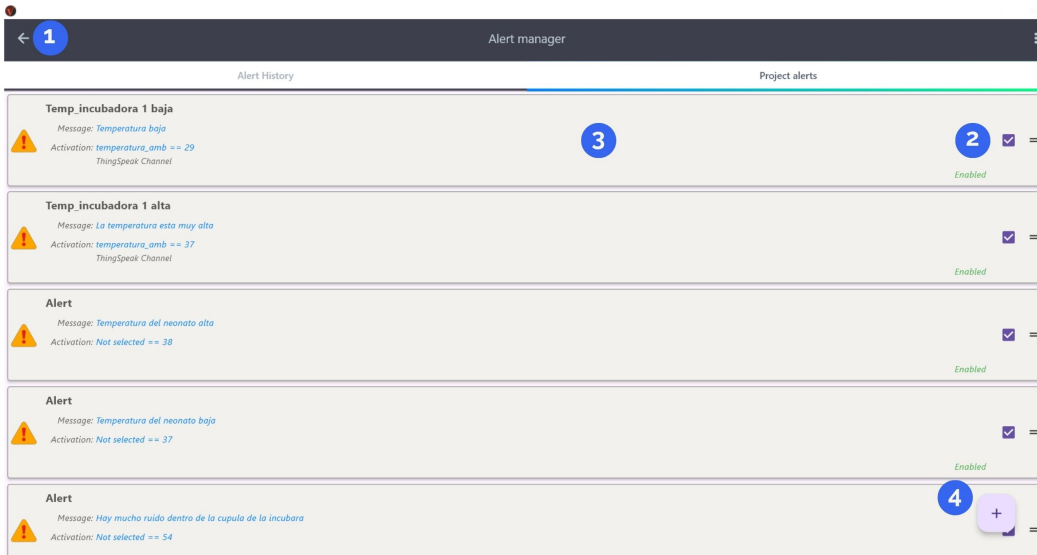 1
Alert manager
Alert History
Project alerts
Temp_incubadora 1 baja
Message: Temperatura baja
Activation: temperatura_amb == 29
ThingSpeak Channel
3
2
Enabled
Temp_incubadora 1 alta
Message: La temperatura esta muy alta
Activation: temperatura_amb == 37
ThingSpeak Channel
Enabled
Alert
Message: Temperatura del neonato alta
Activation: Not selected == 38
Enabled
Alert
Message: Temperatura del neonato baja
Activation: Not selected == 37
Enabled
Alert
Message: Hay mucho ruido dentro de la cupula de la incubara
Activation: Not selected == 54
4
+